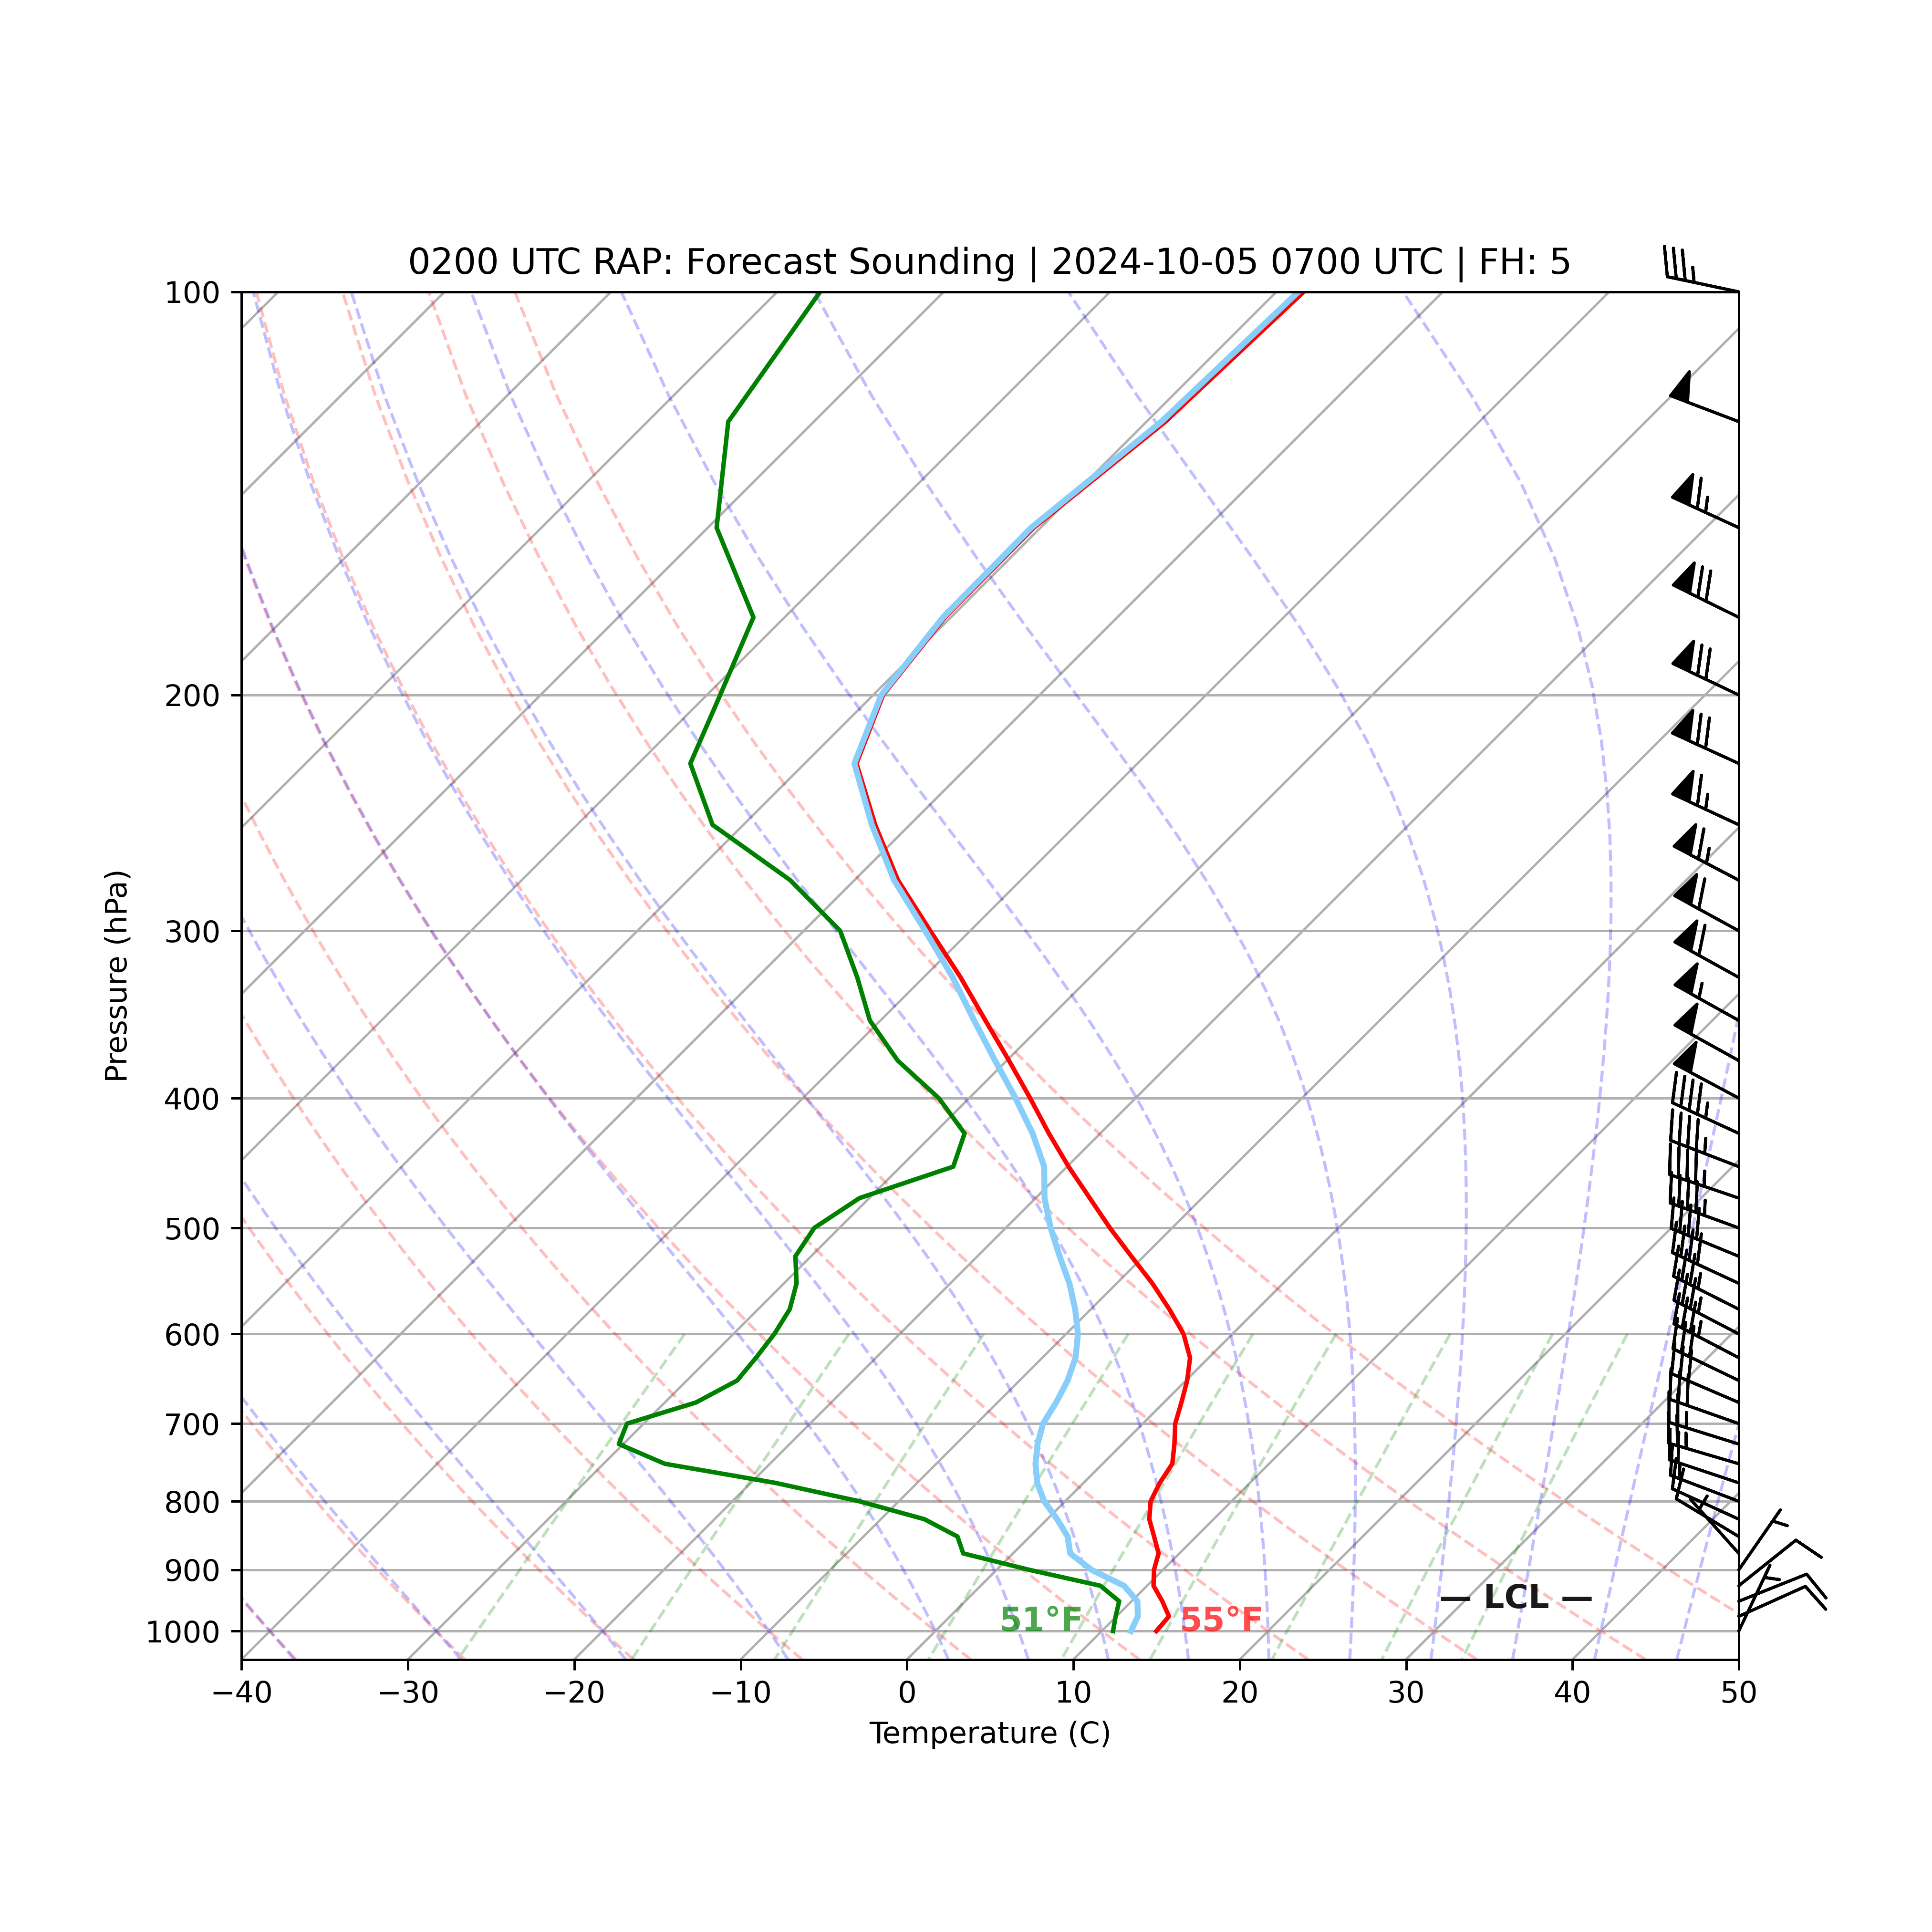 0200 UTC RAP: Forecast Sounding | 2024-10-05 0700 UTC | FH: 5
100
200
300
400
500
600
700
800
900
1000
Pressure (hPa)
— LCL —
51°F
55°F
−40 −30 −20 −10 0 10 20 30 40 50
Temperature (C)